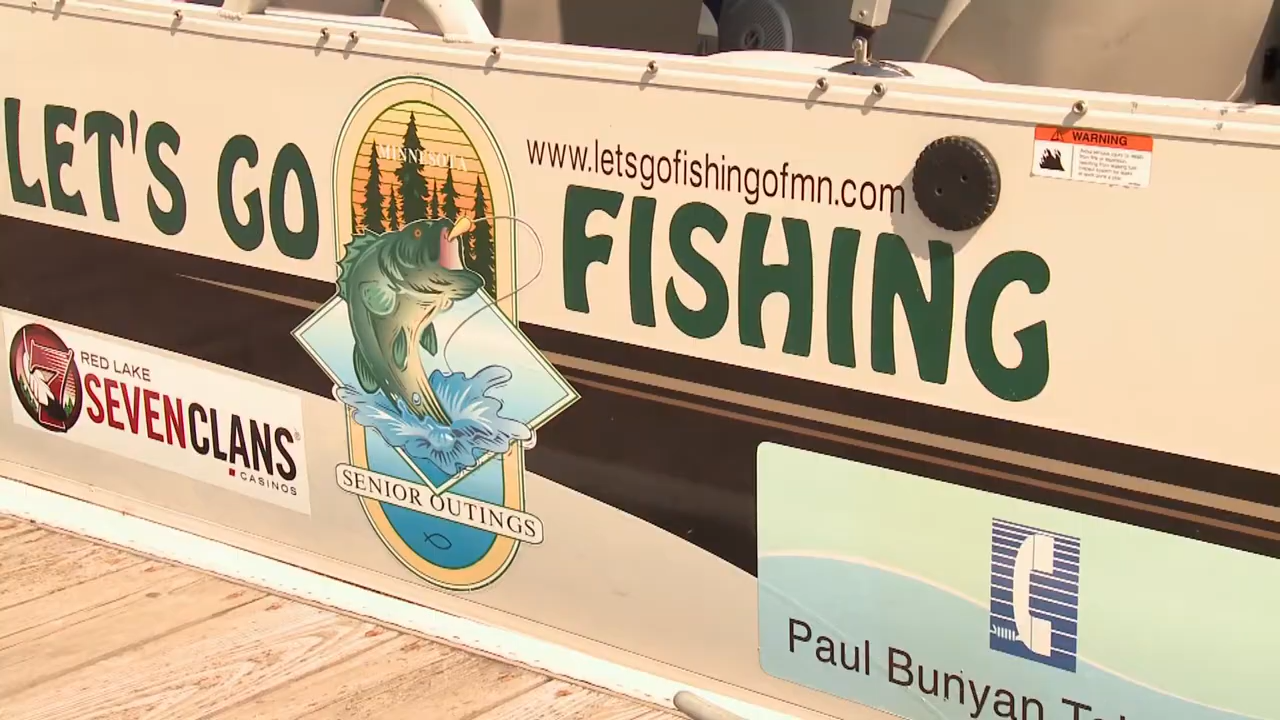 LET'S GO
MINNESOTA
www.letsgofishingofmn.com
FISHING
WARNING
RED LAKE
SEVENCLANS
CASINOS
SENIOR OUTINGS
Paul Bunyan